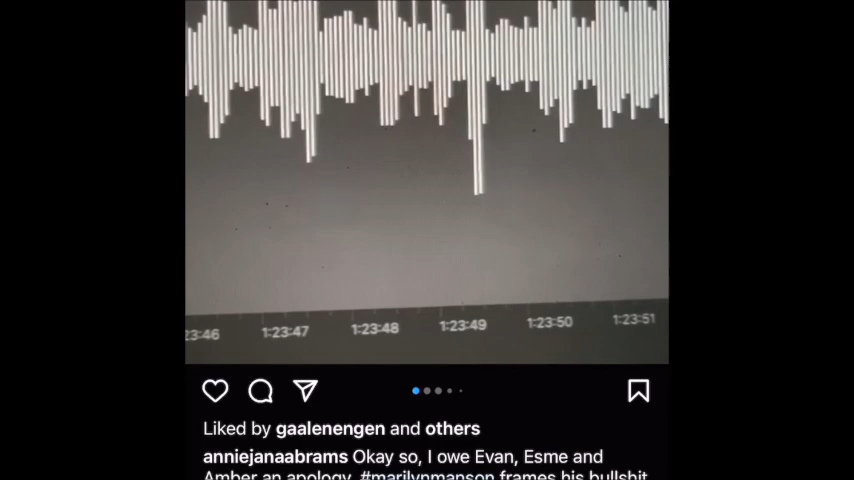 23:46 1:23:47 1:23:48 1:23:49 1:23:50 1:23:51
Liked by gaalenengen and others
anniejanaabrams Okay so, I owe Evan, Esme and
Amber an apology. #marilynmanson frames his bullshit